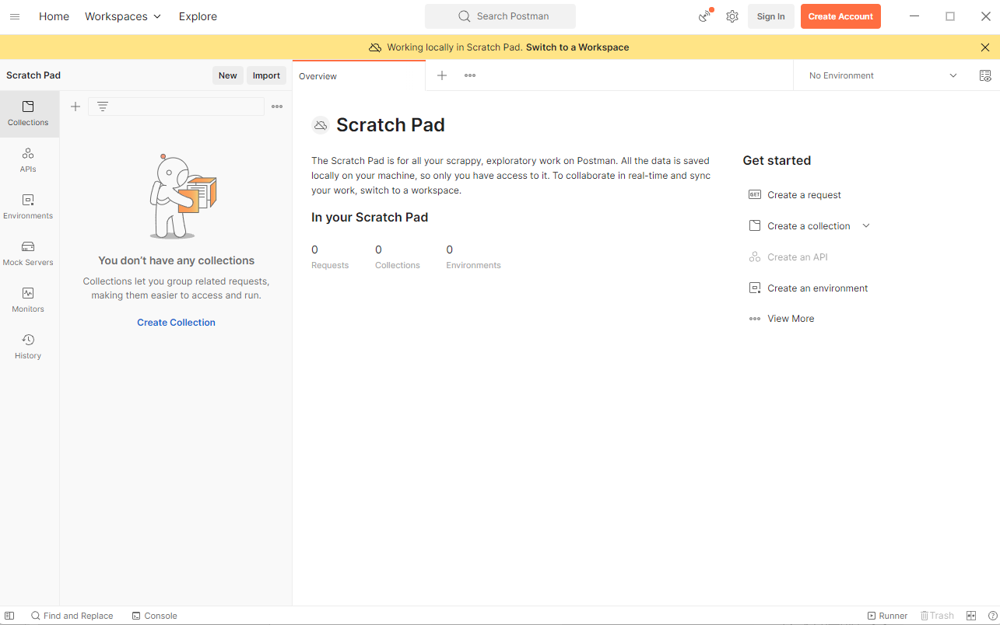 Home Workspaces Explore Search Postman Sign In Create Account
Working locally in Scratch Pad. Switch to a Workspace
Scratch Pad New Import Overview No Environment
Collections
APIs
Environments
Mock Servers
Monitors
History
You don’t have any collections
Collections let you group related requests,
making them easier to access and run.
Create Collection
Scratch Pad
The Scratch Pad is for all your scrappy, exploratory work on Postman. All the data is saved
locally on your machine, so only you have access to it. To collaborate in real-time and sync
your work, switch to a workspace.
In your Scratch Pad
0 0 0
Requests Collections Environments
Get started
GET Create a request
Create a collection
Create an API
Create an environment
View More
Find and Replace Console Runner Trash